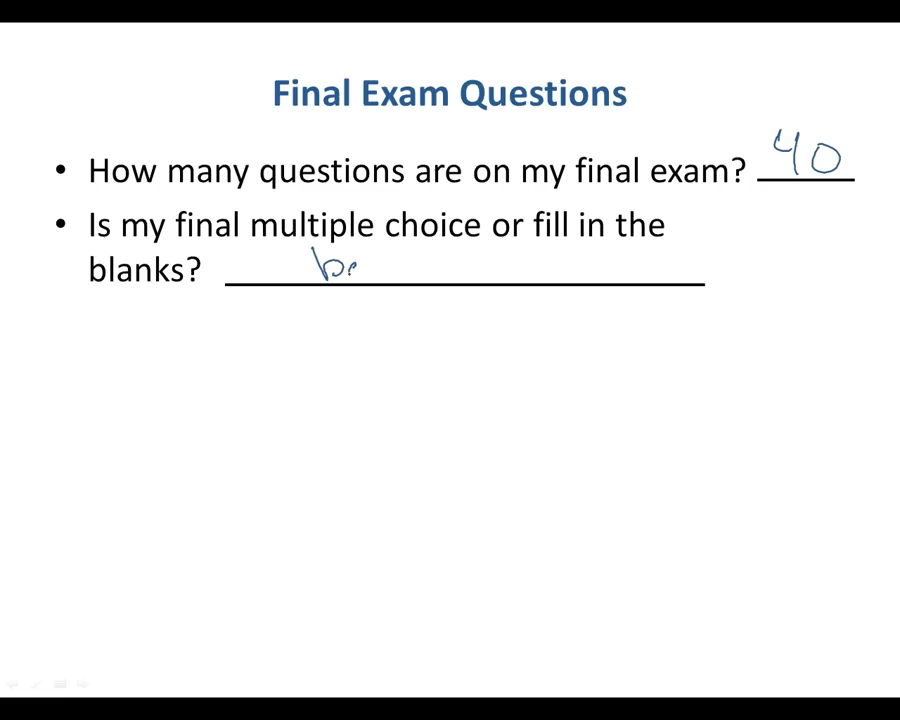 Final Exam Questions
• How many questions are on my final exam? 40
• Is my final multiple choice or fill in the
blanks?